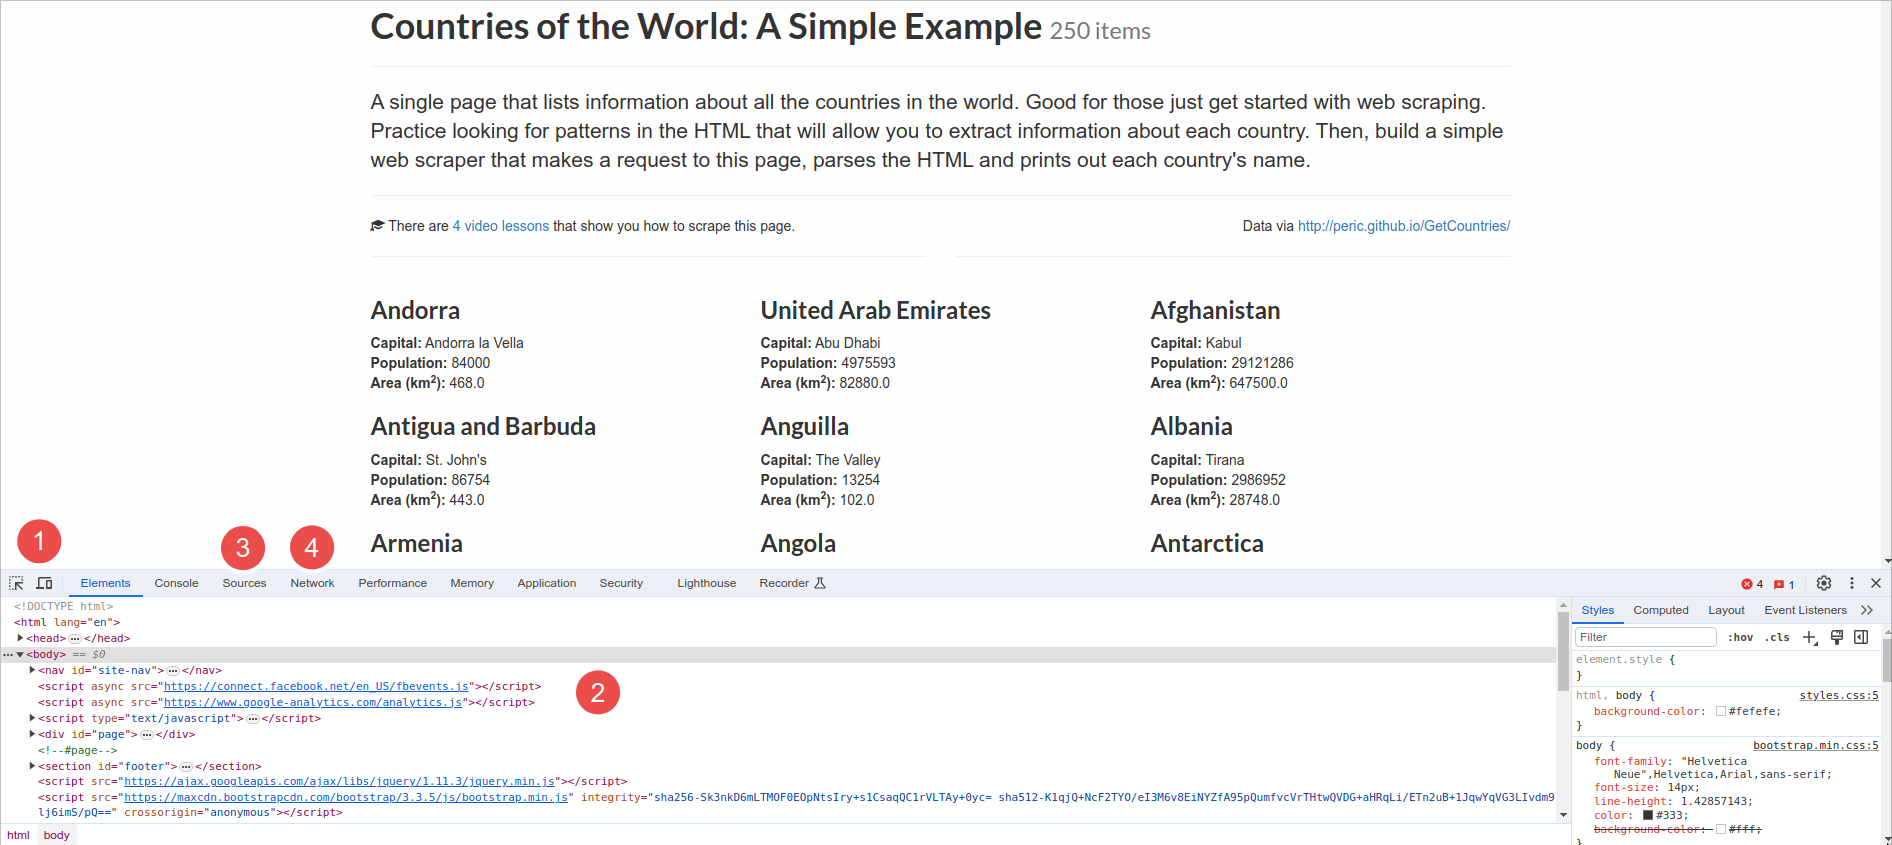 Countries of the World: A Simple Example 250 items
A single page that lists information about all the countries in the world. Good for those just get started with web scraping.
Practice looking for patterns in the HTML that will allow you to extract information about each country. Then, build a simple
web scraper that makes a request to this page, parses the HTML and prints out each country's name.
There are 4 video lessons that show you how to scrape this page.
Data via http://peric.github.io/GetCountries/
Andorra
Capital: Andorra la Vella
Population: 84000
Area (km²): 468.0
United Arab Emirates
Capital: Abu Dhabi
Population: 4975593
Area (km²): 82880.0
Afghanistan
Capital: Kabul
Population: 29121286
Area (km²): 647500.0
Antigua and Barbuda
Capital: St. John's
Population: 86754
Area (km²): 443.0
Anguilla
Capital: The Valley
Population: 13254
Area (km²): 102.0
Albania
Capital: Tirana
Population: 2986952
Area (km²): 28748.0
Armenia
Angola
Antarctica
1
3
4
Elements Console Sources Network Performance Memory Application Security Lighthouse Recorder
4 1
<!DOCTYPE html>
<html lang="en">
<head>…</head>
<body> == $0
<nav id="site-nav">…</nav>
<script async src="https://connect.facebook.net/en_US/fbevents.js"></script>
2
<script async src="https://www.google-analytics.com/analytics.js"></script>
<script type="text/javascript">…</script>
<div id="page">…</div>
<!--#page-->
<section id="footer">…</section>
<script src="https://ajax.googleapis.com/ajax/libs/jquery/1.11.3/jquery.min.js"></script>
<script src="https://maxcdn.bootstrapcdn.com/bootstrap/3.3.5/js/bootstrap.min.js" integrity="sha256-Sk3nkD6mLTMOF0EOpNtsIry+s1CsaqQC1rVLTAy+0yc= sha512-K1qjQ+NcF2TYO/eI3M6v8EiNYZfA95pQumfvcVrTHtwQVDG+aHRqLi/ETn2uB+1JqwYqVG3LIvdm9
lj6imS/pQ==" crossorigin="anonymous"></script>
html body
Styles Computed Layout Event Listeners
Filter
:hov .cls
element.style {
}
html, body { styles.css:5
background-color: #fefefe;
}
body { bootstrap.min.css:5
font-family: "Helvetica
Neue",Helvetica,Arial,sans-serif;
font-size: 14px;
line-height: 1.42857143;
color: #333;
background-color: #fff;
}